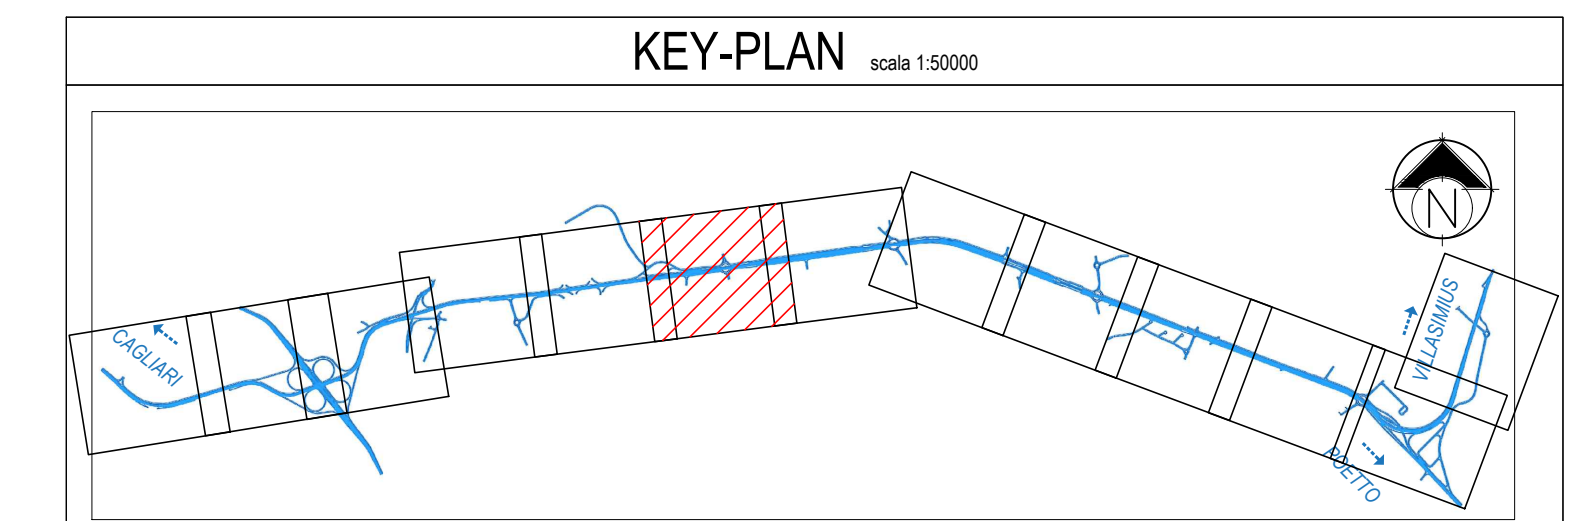 KEY-PLAN scala 1:50000
N
CAGLIARI
VILLASIMIUS
POETTO